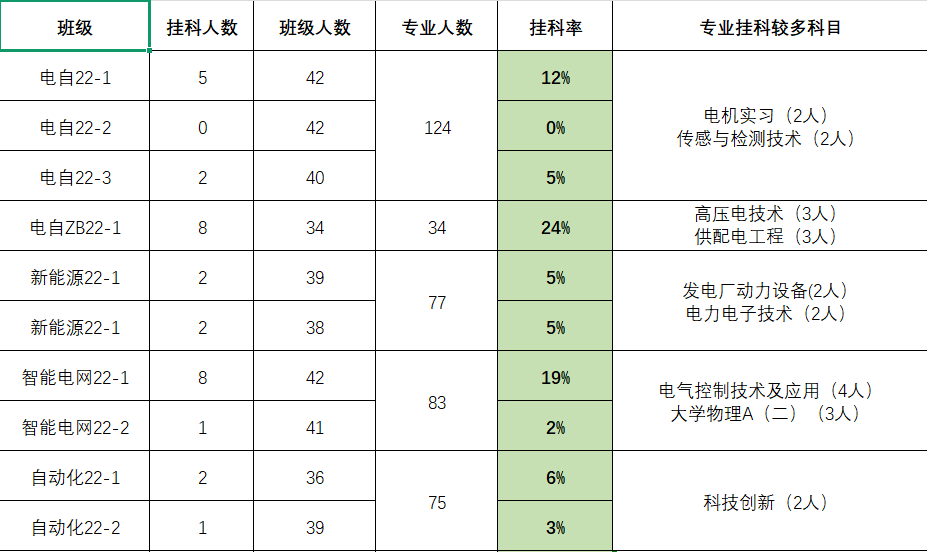 班级 挂科人数 班级人数 专业人数 挂科率 专业挂科较多科目
电自22-1 5 42 124 12% 电机实习（2人）
传感与检测技术（2人）
电自22-2 0 42 0%
电自22-3 2 40 5%
电自ZB22-1 8 34 34 24% 高压电技术（3人）
供配电工程（3人）
新能源22-1 2 39 77 5% 发电厂动力设备(2人）
电力电子技术（2人）
新能源22-1 2 38 5%
智能电网22-1 8 42 83 19% 电气控制技术及应用（4人）
大学物理A（二）（3人）
智能电网22-2 1 41 2%
自动化22-1 2 36 75 6% 科技创新（2人）
自动化22-2 1 39 3%